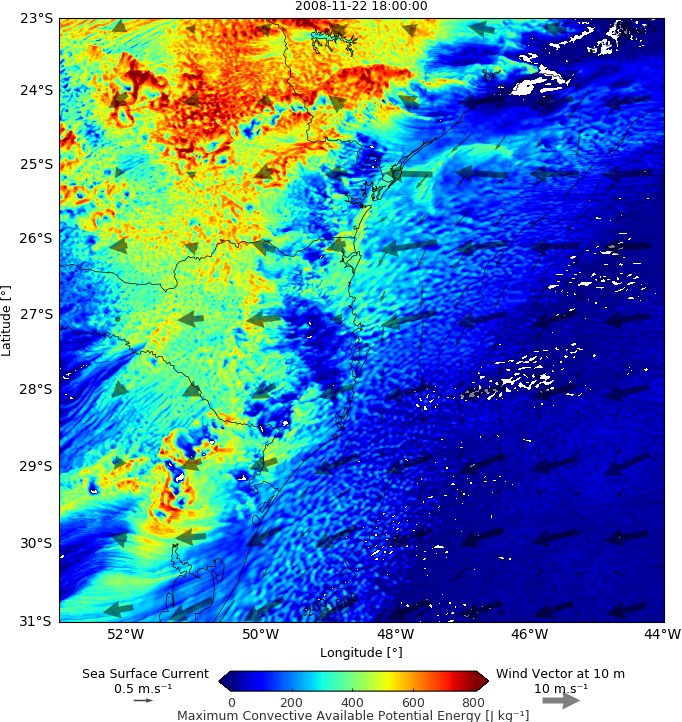 2008-11-22 18:00:00
23°S
24°S
25°S
26°S
27°S
28°S
29°S
30°S
31°S
Latitude [°]
52°W 50°W 48°W 46°W 44°W
Longitude [°]
Sea Surface Current
0.5 m.s⁻¹
Wind Vector at 10 m
10 m.s⁻¹
0 200 400 600 800
Maximum Convective Available Potential Energy [J kg⁻¹]